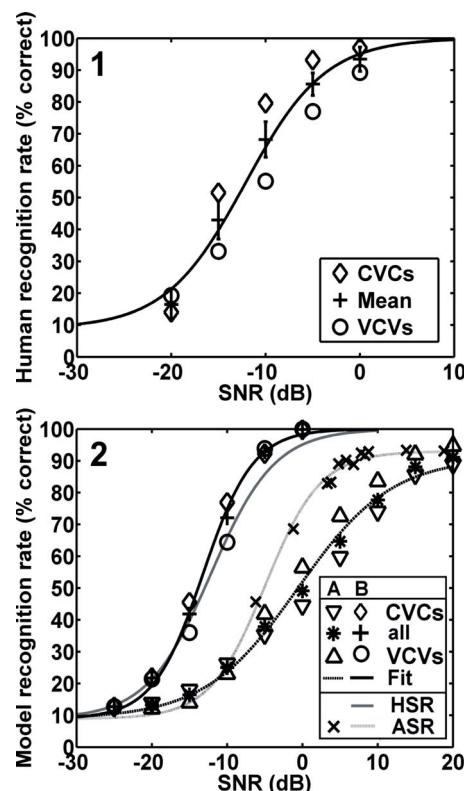 1
Human recognition rate (% correct)
100
90
80
70
60
50
40
30
20
10
0
CVCs
Mean
VCVs
-30 -20 -10 0 10
SNR (dB)
2
Model recognition rate (% correct)
100
90
80
70
60
50
40
30
20
10
0
A B
CVCs
all
VCVs
Fit
HSR
ASR
-30 -20 -10 0 10 20
SNR (dB)